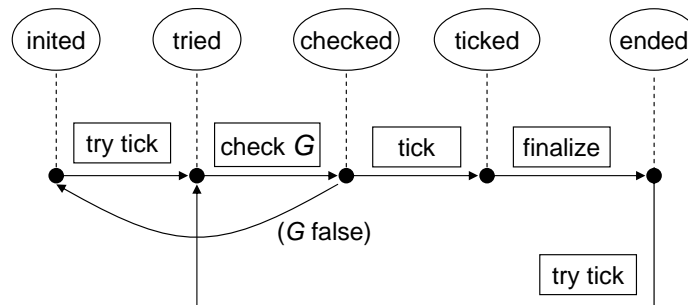 inited tried checked ticked ended
try tick check G tick finalize
(G false)
try tick